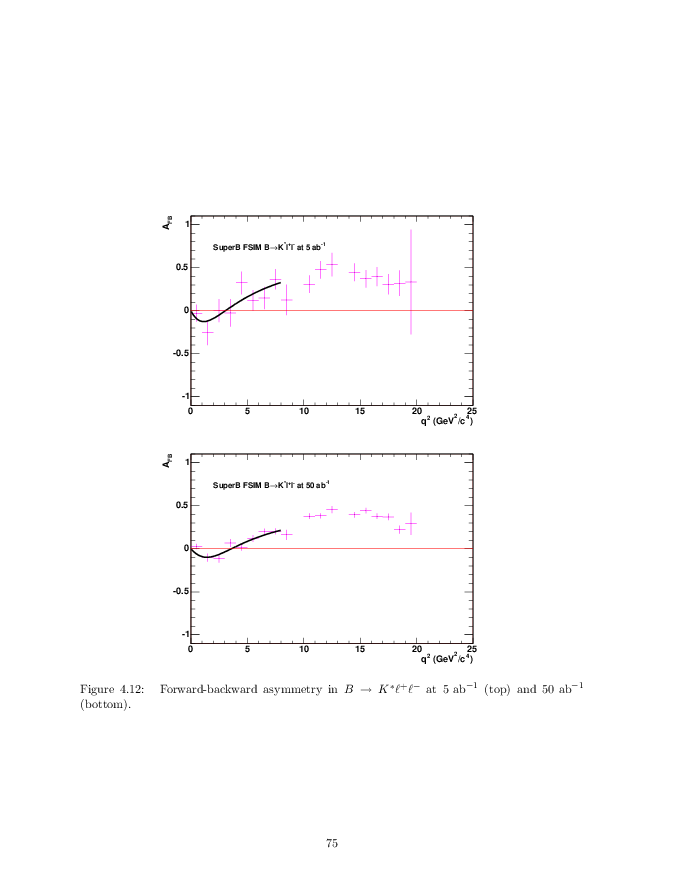 A_FB
1
SuperB FSIM B→K*l⁺l⁻ at 5 ab⁻¹
0.5
0
-0.5
-1
0 5 10 15 20 25
q² (GeV²/c⁴)
A_FB
1
SuperB FSIM B→K*l⁺l⁻ at 50 ab⁻¹
0.5
0
-0.5
-1
0 5 10 15 20 25
q² (GeV²/c⁴)
Figure 4.12: Forward-backward asymmetry in B → K*ℓ⁺ℓ⁻ at 5 ab⁻¹ (top) and 50 ab⁻¹
(bottom).
75